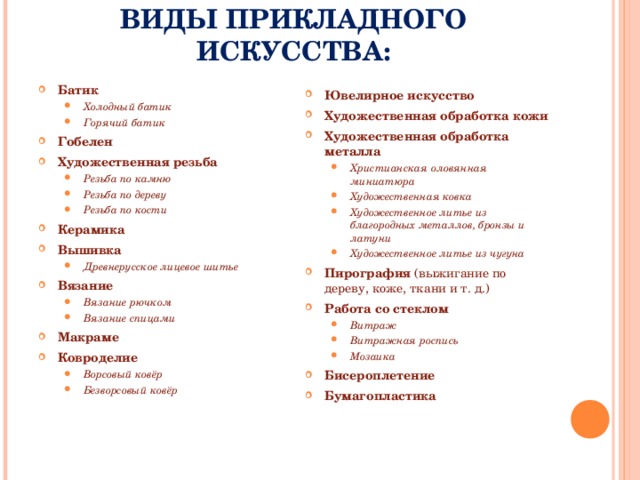 ВИДЫ ПРИКЛАДНОГО
ИСКУССТВА:
Батик
Холодный батик
Горячий батик
Гобелен
Художественная резьба
Резьба по камню
Резьба по дереву
Резьба по кости
Керамика
Вышивка
Древнерусское лицевое шитье
Вязание
Вязание рючком
Вязание спицами
Макраме
Ковроделие
Ворсовый ковёр
Безворсовый ковёр
Ювелирное искусство
Художественная обработка кожи
Художественная обработка
металла
Христианская оловянная
миниатюра
Художественная ковка
Художественное литье из
благородных металлов, бронзы и
латуни
Художественное литье из чугуна
Пирография (выжигание по
дереву, коже, ткани и т. д.)
Работа со стеклом
Витраж
Витражная роспись
Мозаика
Бисероплетение
Бумагопластика